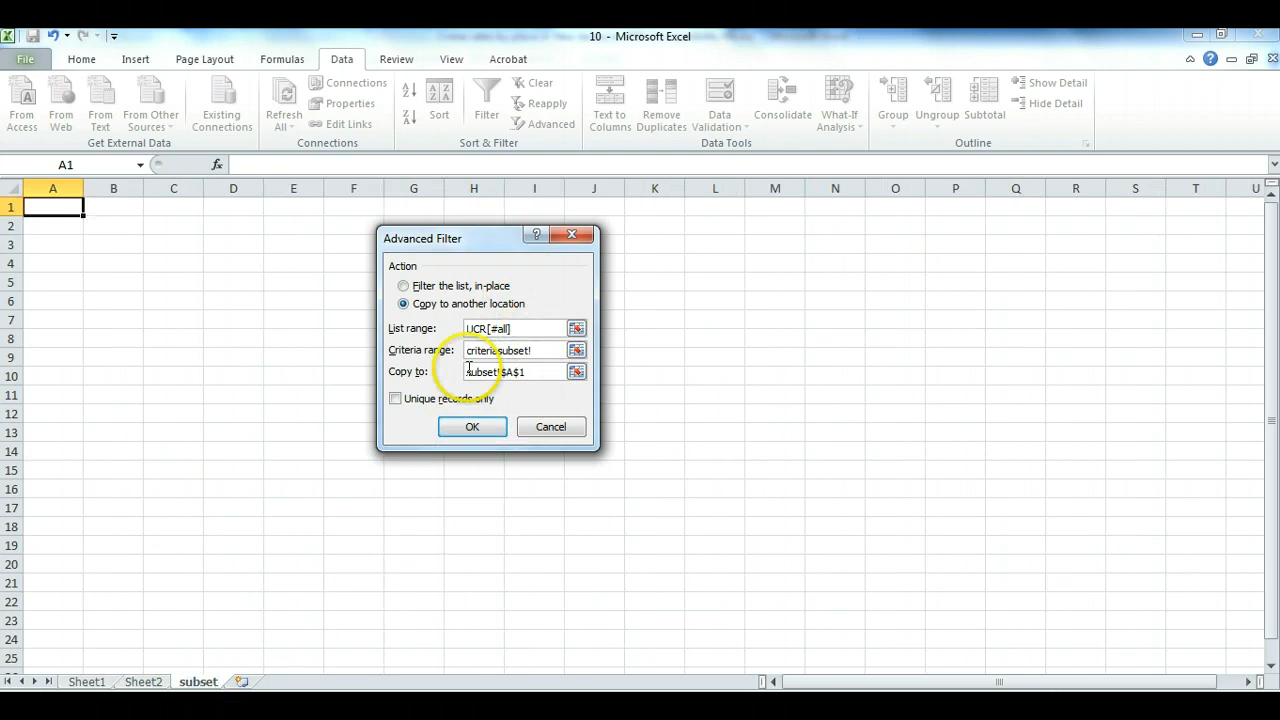 10 - Microsoft Excel
File Home Insert Page Layout Formulas Data Review View Acrobat
From Access
From Web
From Text
From Other Sources
Existing Connections
Get External Data
Refresh All
Connections
Properties
Edit Links
Connections
Sort
Filter
Clear
Reapply
Advanced
Sort & Filter
Text to Columns
Remove Duplicates
Data Validation
Consolidate
What-If Analysis
Data Tools
Group
Ungroup
Subtotal
Show Detail
Hide Detail
Outline
A1 fx
A B C D E F G H I J K L M N O P Q R S T U
1
2
3
4
5
6
7
8
9
10
11
12
13
14
15
16
17
18
19
20
21
22
23
24
25
Advanced Filter
Action
Filter the list, in-place
Copy to another location
List range: UCR[#all]
Criteria range: criteriasubset!
Copy to: subset!$A$1
Unique records only
OK Cancel
Sheet1 Sheet2 subset